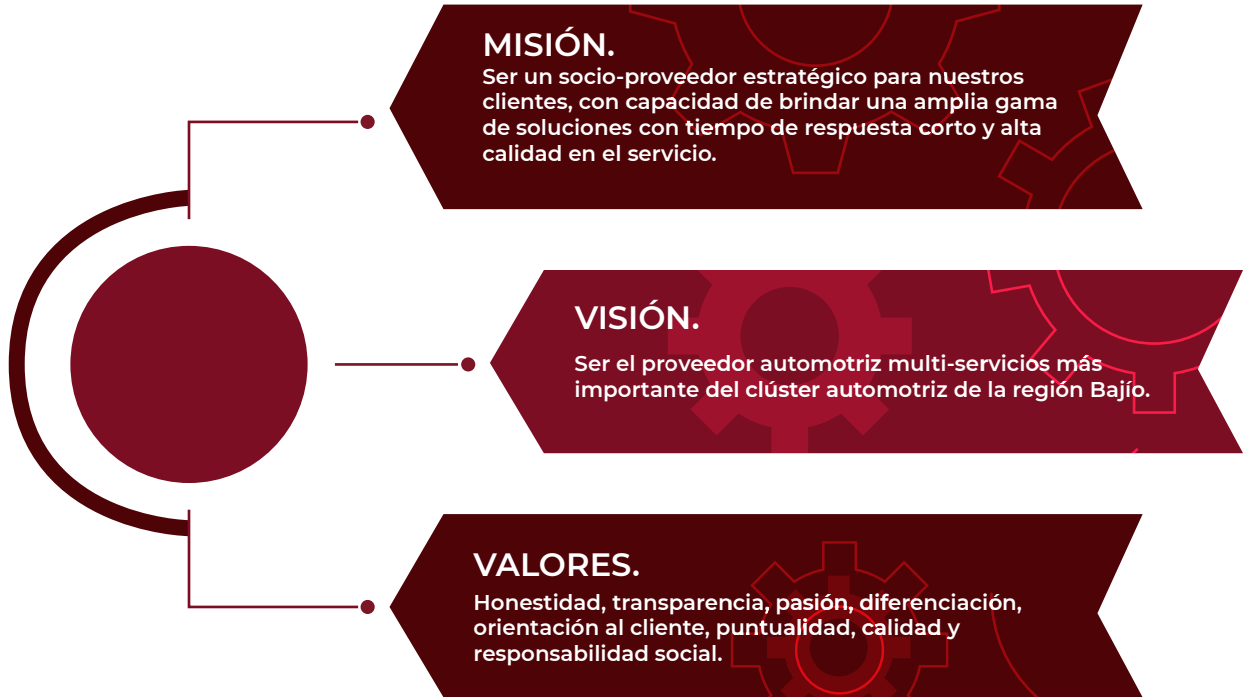 MISIÓN.
Ser un socio-proveedor estratégico para nuestros
clientes, con capacidad de brindar una amplia gama
de soluciones con tiempo de respuesta corto y alta
calidad en el servicio.
VISIÓN.
Ser el proveedor automotriz multi-servicios más
importante del clúster automotriz de la región Bajío.
VALORES.
Honestidad, transparencia, pasión, diferenciación,
orientación al cliente, puntualidad, calidad y
responsabilidad social.